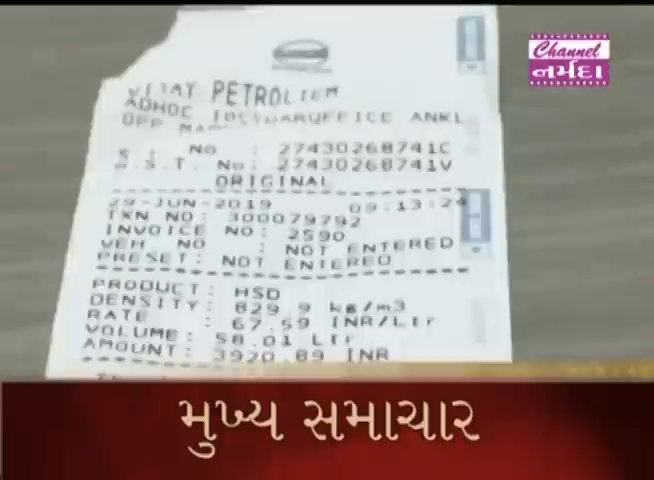 Channel
નર્મદા
VIJAY PETROLIEM
ADHOC
ANKL
OPP
S.T. No : 27430268741C
S.T. No: 27430268741V
ORIGINAL
29-JUN-2019 09:13:24
TXN NO: 300079792
INVOICE NO: 2590
VEH NO : NOT ENTERED
PRESET: NOT ENTERED
PRODUCT: HSD
DENSITY: 829.9 kg/m3
RATE : 67.59 INR/Ltr
VOLUME: 58.01 Ltr
AMOUNT: 3920.89 INR
મુખ્ય સમાચાર